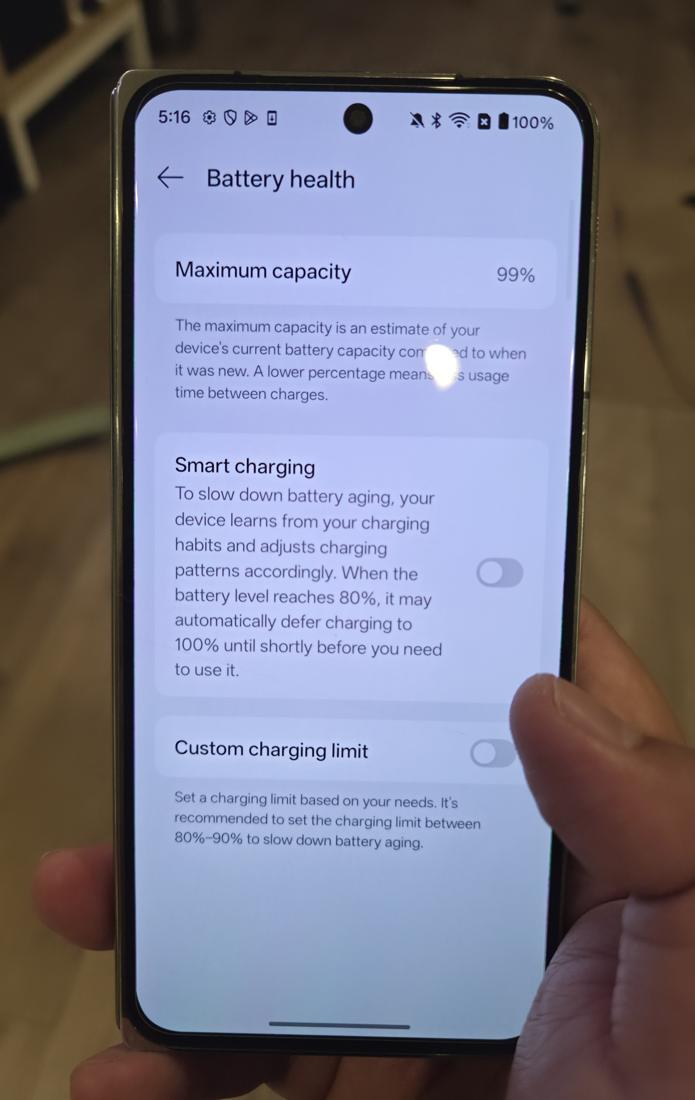 5:16 100%
Battery health
Maximum capacity 99%
The maximum capacity is an estimate of your
device's current battery capacity to when
it was new. A lower percentage means usage
time between charges.
Smart charging
To slow down battery aging, your
device learns from your charging
habits and adjusts charging
patterns accordingly. When the
battery level reaches 80%, it may
automatically defer charging to
100% until shortly before you need
to use it.
Custom charging limit
Set a charging limit based on your needs. It's
recommended to set the charging limit between
80%–90% to slow down battery aging.